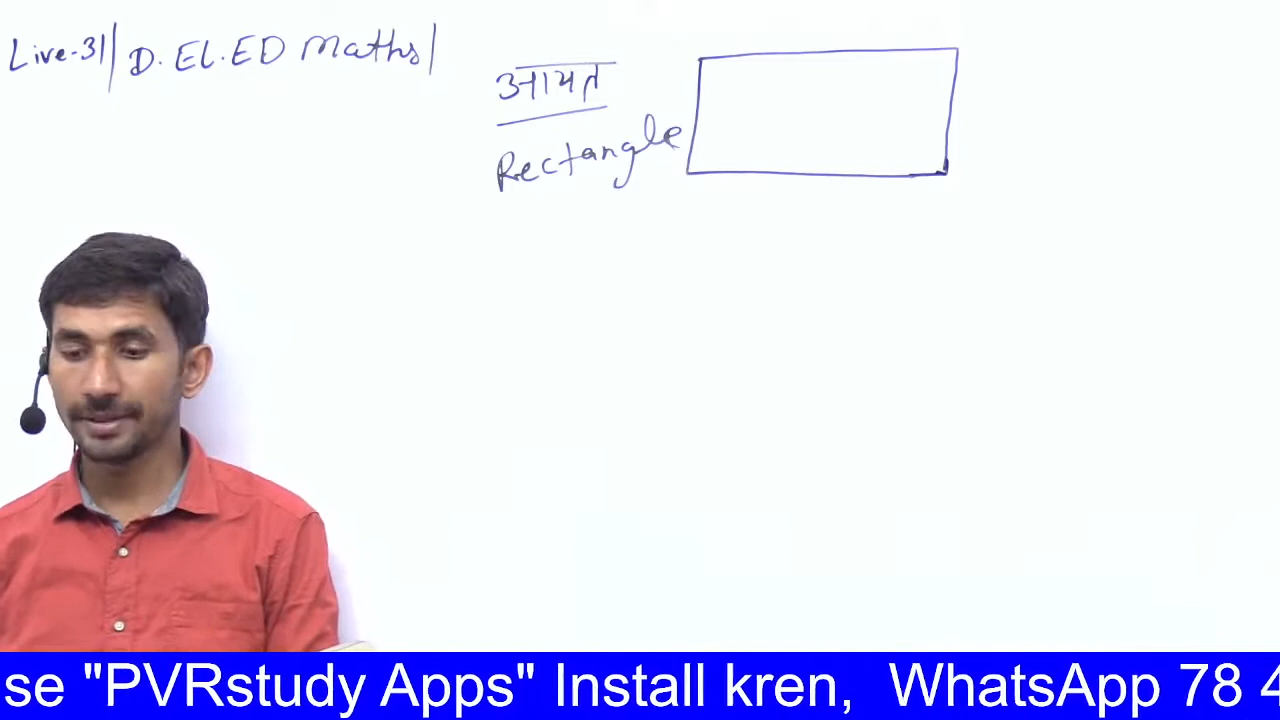 Live-31| D.EL.ED Maths|
आयत
Rectangle
se "PVRstudy Apps" Install kren, WhatsApp 78 4